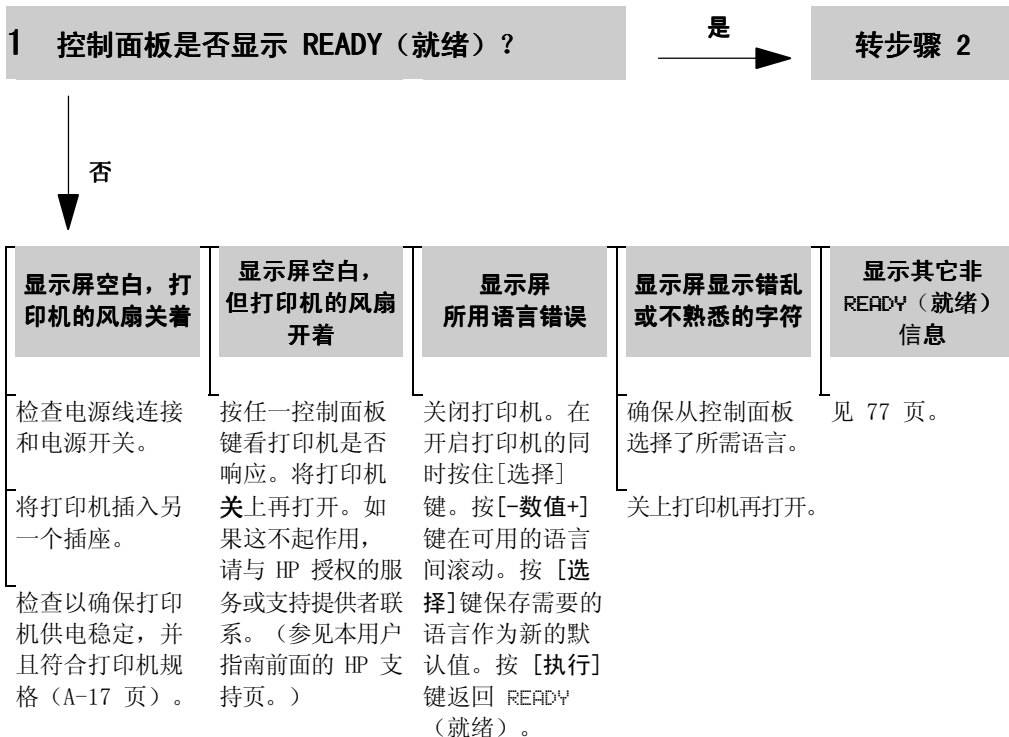 1 控制面板是否显示 READY（就绪）？
是
转步骤 2
否
显示屏空白，打
印机的风扇关着
检查电源线连接
和电源开关。
将打印机插入另
一个插座。
检查以确保打印
机供电稳定，并
且符合打印机规
格（A-17 页）。
显示屏空白，
但打印机的风扇
开着
按任一控制面板
键看打印机是否
响应。将打印机
关上再打开。如
果这不起作用，
请与 HP 授权的服
务或支持提供者联
系。（参见本用户
指南前面的 HP 支
持页。）
显示屏
所用语言错误
关闭打印机。在
开启打印机的同
时按住[选择]
键。按[-数值+]
键在可用的语言
间滚动。按 [选
择]键保存需要的
语言作为新的默
认值。按 [执行]
键返回 READY
（就绪）。
显示屏显示错乱
或不熟悉的字符
确保从控制面板
选择了所需语言。
关上打印机再打开。
显示其它非
READY（就绪）
信息
见 77 页。